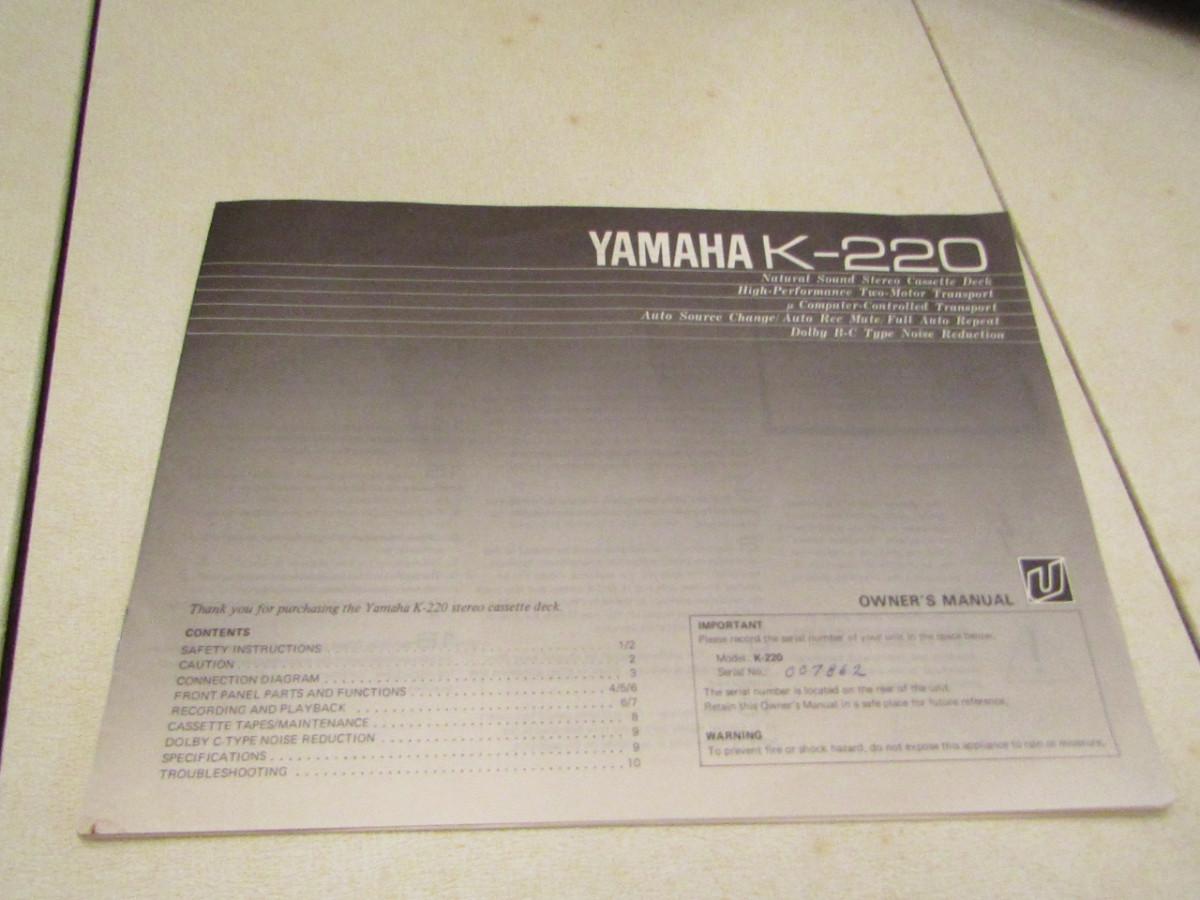 YAMAHA K-220
Natural Sound Stereo Cassette Deck
High-Performance Two-Motor Transport
μ Computer-Controlled Transport
Auto Source Change/Auto Rec Mute/Full Auto Repeat
Dolby B-C Type Noise Reduction
Thank you for purchasing the Yamaha K-220 stereo cassette deck.
CONTENTS
SAFETY INSTRUCTIONS . . . . . . . . . . 1/2
CAUTION . . . . . . . . . . 2
CONNECTION DIAGRAM . . . . . . . . . . 3
FRONT PANEL PARTS AND FUNCTIONS . . . . . . . . . . 4/5/6
RECORDING AND PLAYBACK . . . . . . . . . . 6/7
CASSETTE TAPES/MAINTENANCE . . . . . . . . . . 8
DOLBY C-TYPE NOISE REDUCTION . . . . . . . . . . 9
SPECIFICATIONS . . . . . . . . . . 9
TROUBLESHOOTING . . . . . . . . . . 10
OWNER'S MANUAL
IMPORTANT
Please record the serial number of your unit in the space below.
Model: K-220
Serial No.: 007862
The serial number is located on the rear of the unit.
Retain this Owner's Manual in a safe place for future reference.
WARNING
To prevent fire or shock hazard, do not expose this appliance to rain or moisture.